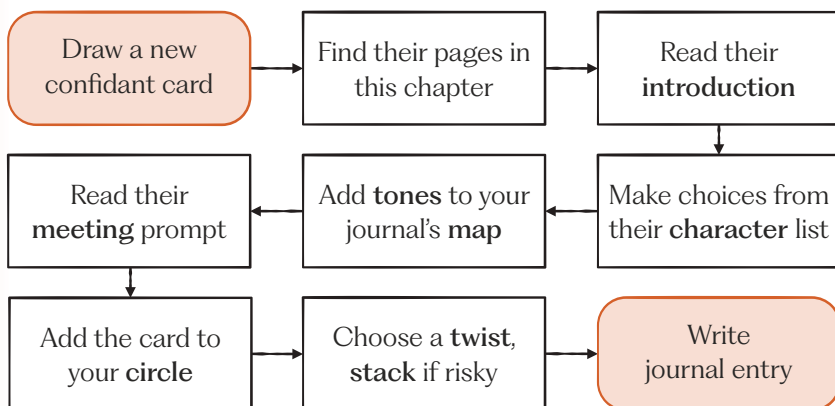 Draw a new
confidant card
Find their pages in
this chapter
Read their
introduction
Make choices from
their character list
Add tones to your
journal's map
Read their
meeting prompt
Add the card to
your circle
Choose a twist,
stack if risky
Write
journal entry